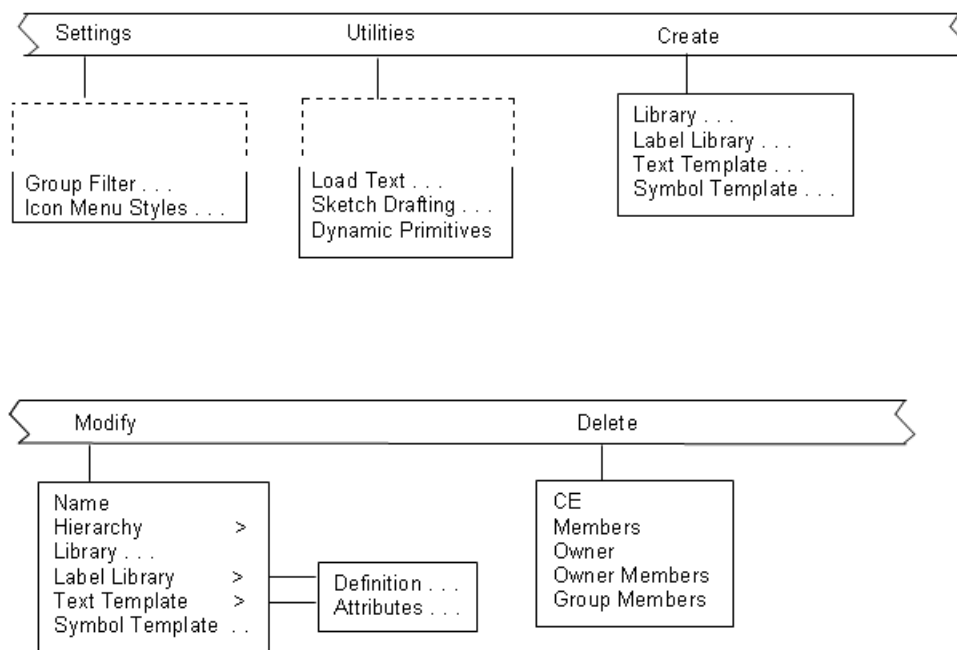 Settings
Utilities
Create
Group Filter . . .
Icon Menu Styles . . .
Load Text . . .
Sketch Drafting . . .
Dynamic Primitives
Library . . .
Label Library . . .
Text Template . . .
Symbol Template . . .
Modify
Delete
Name
Hierarchy >
Library . . .
Label Library >
Text Template >
Symbol Template . .
Definition . . .
Attributes . . .
CE
Members
Owner
Owner Members
Group Members